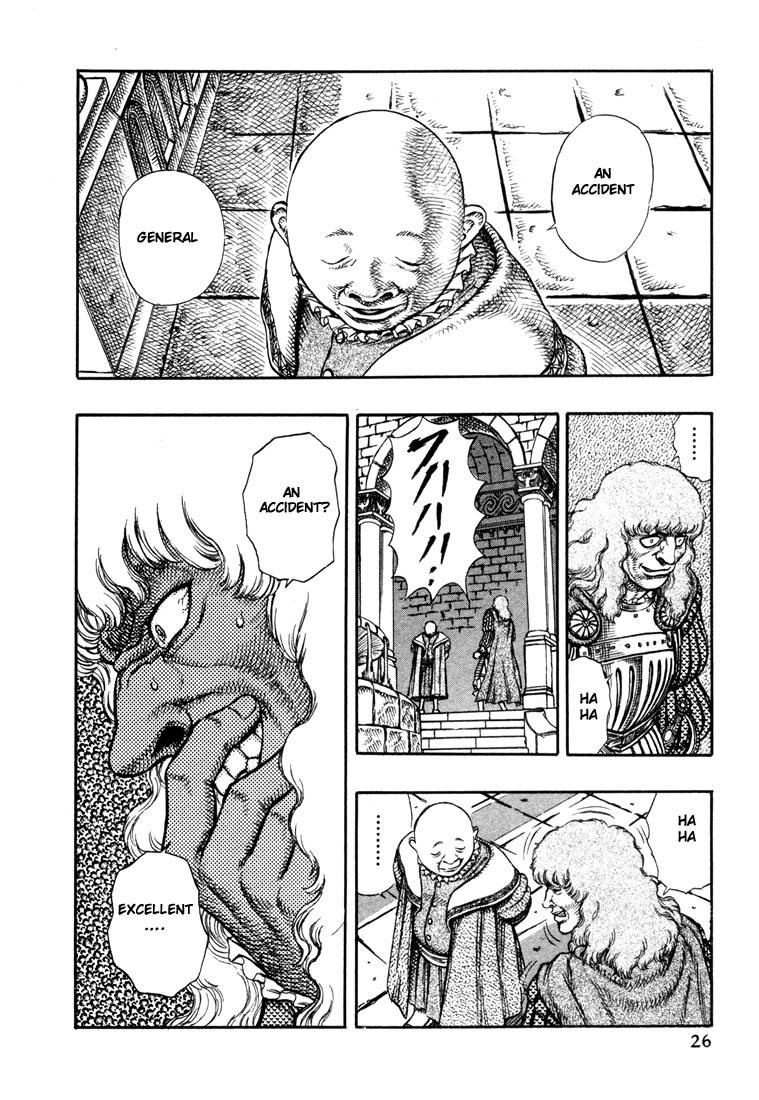 AN
ACCIDENT
GENERAL
......
HA
HA
フハハハ!!
AN
ACCIDENT?
EXCELLENT
....
HA
HA
......
26